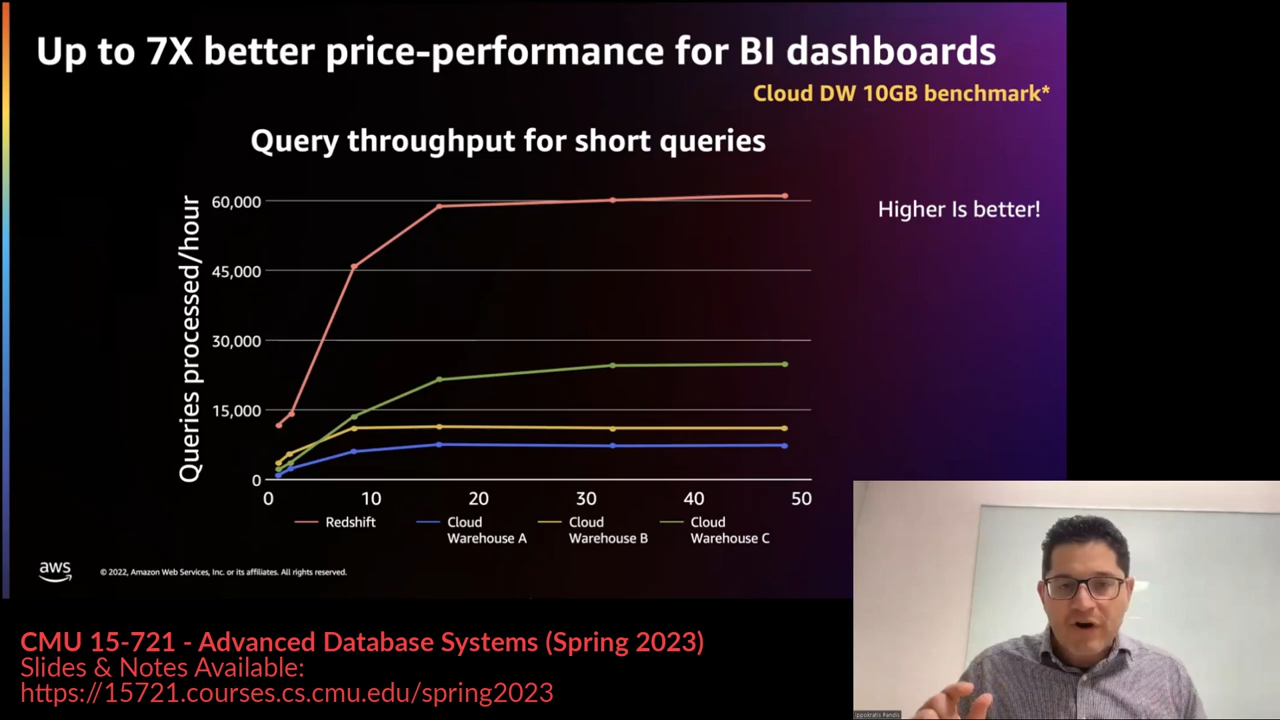 Up to 7X better price-performance for BI dashboards
Cloud DW 10GB benchmark*
Query throughput for short queries
Higher Is better!
Queries processed/hour
60,000
45,000
30,000
15,000
0
0 10 20 30 40 50
Redshift
Cloud
Warehouse A
Cloud
Warehouse B
Cloud
Warehouse C
aws
© 2022, Amazon Web Services, Inc. or its affiliates. All rights reserved.
CMU 15-721 - Advanced Database Systems (Spring 2023)
Slides & Notes Available:
https://15721.courses.cs.cmu.edu/spring2023
Ippokratis Pandis